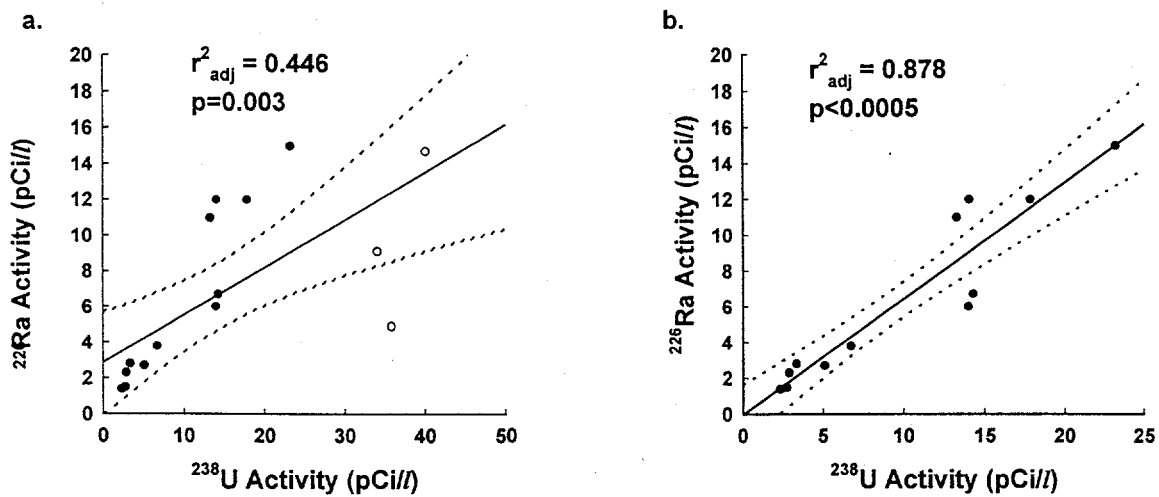 a.
r²adj = 0.446
p=0.003
22Ra Activity (pCi/l)
20
18
16
14
12
10
8
6
4
2
0
0 10 20 30 40 50
²³⁸U Activity (pCi/l)
b.
r²adj = 0.878
p<0.0005
²²⁶Ra Activity (pCi/l)
20
18
16
14
12
10
8
6
4
2
0
0 5 10 15 20 25
²³⁸U Activity (pCi/l)